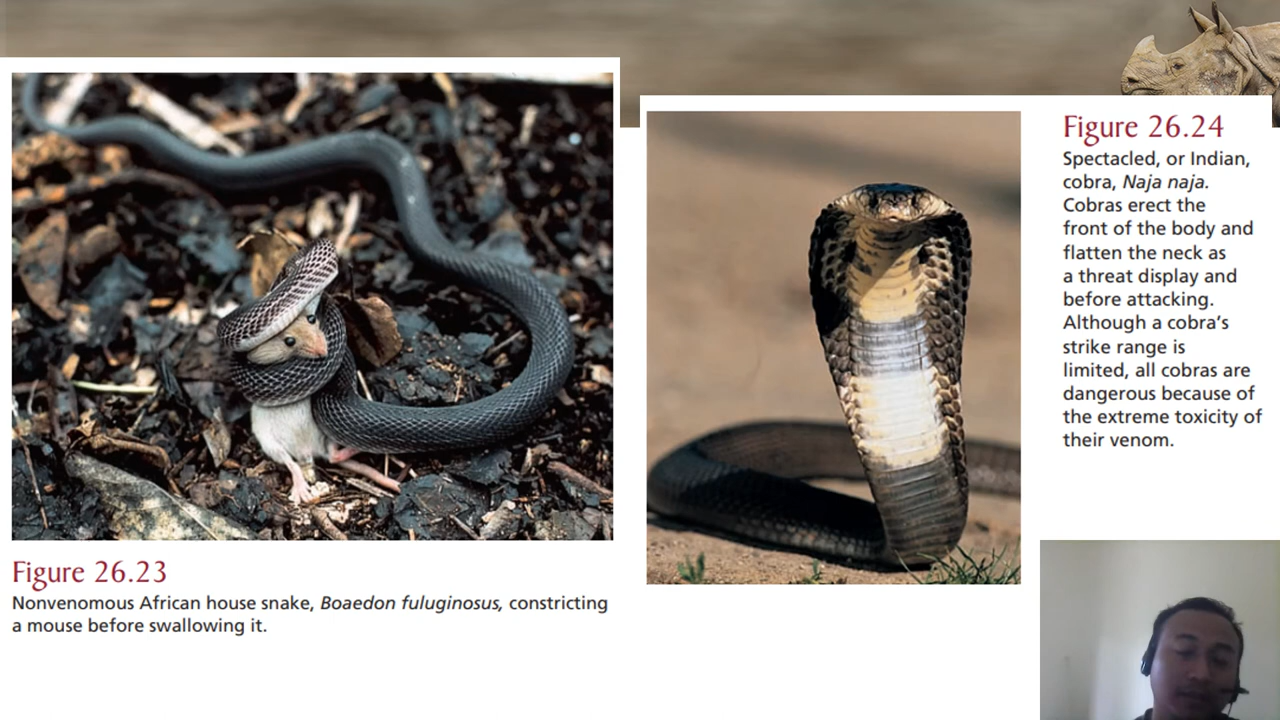 Figure 26.23
Nonvenomous African house snake, Boaedon fuluginosus, constricting
a mouse before swallowing it.
Figure 26.24
Spectacled, or Indian,
cobra, Naja naja.
Cobras erect the
front of the body and
flatten the neck as
a threat display and
before attacking.
Although a cobra’s
strike range is
limited, all cobras are
dangerous because of
the extreme toxicity of
their venom.